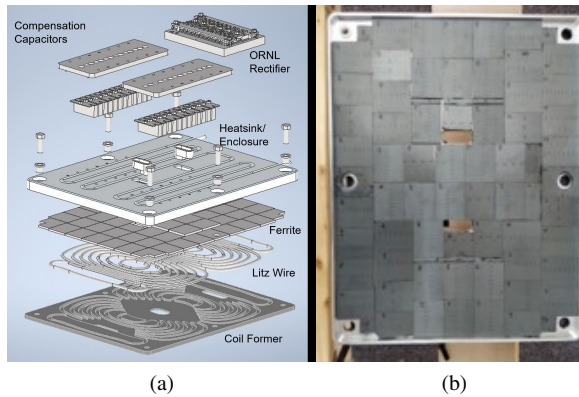 Compensation
Capacitors
ORNL
Rectifier
Heatsink/
Enclosure
Ferrite
Litz Wire
Coil Former
(a)
(b)